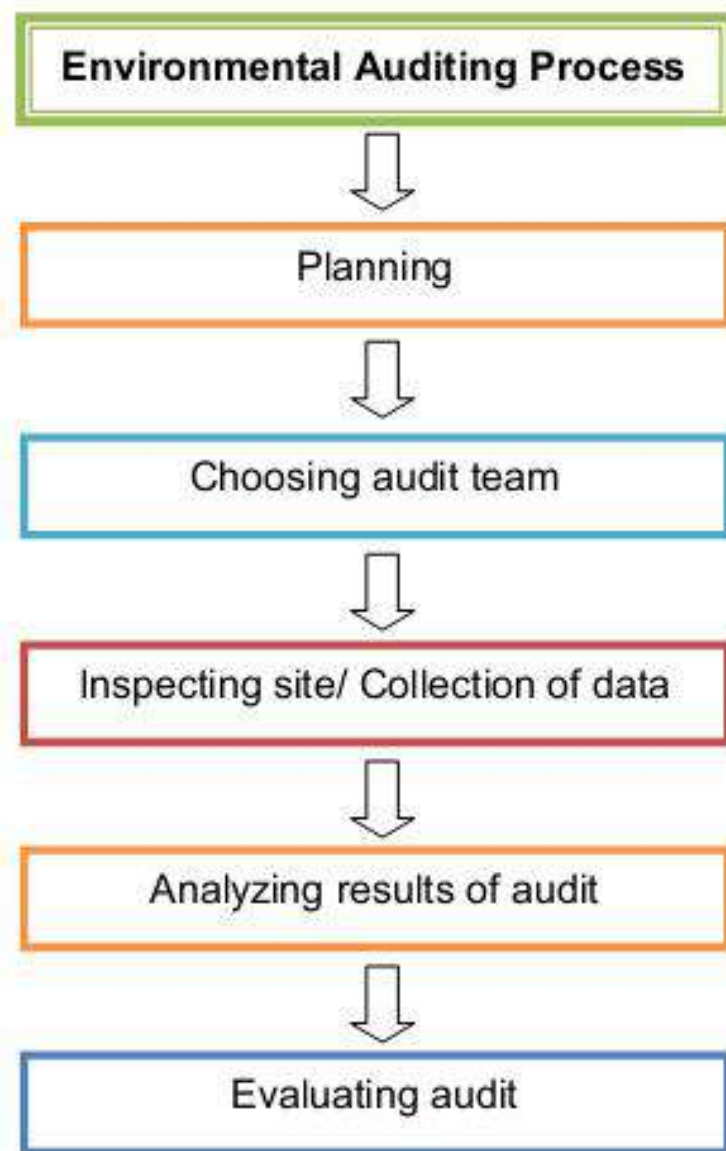 Environmental Auditing Process
Planning
Choosing audit team
Inspecting site/ Collection of data
Analyzing results of audit
Evaluating audit